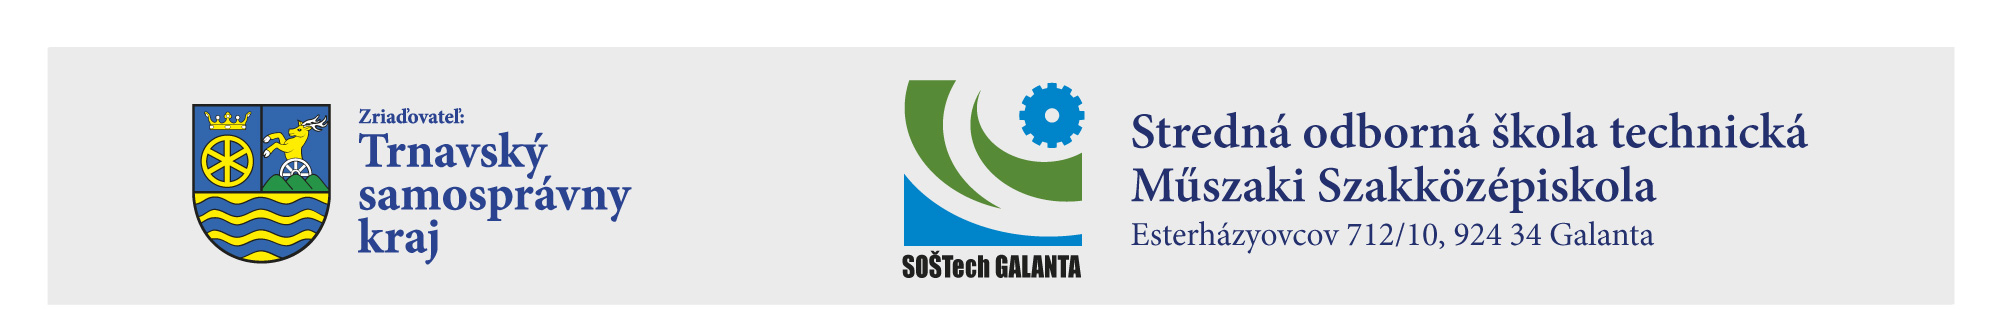 Zriaďovateľ:
Trnavský
samosprávny
kraj
SOŠTech GALANTA
Stredná odborná škola technická
Műszaki Szakközépiskola
Esterházyovcov 712/10, 924 34 Galanta